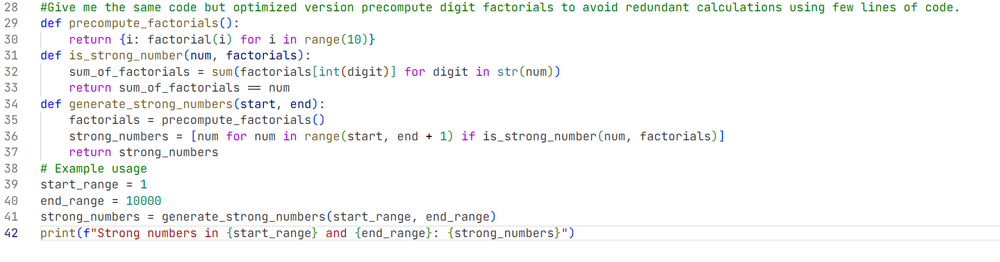 28 #Give me the same code but optimized version precompute digit factorials to avoid redundant calculations using few lines of code.
29 def precompute_factorials():
30     return {i: factorial(i) for i in range(10)}
31 def is_strong_number(num, factorials):
32     sum_of_factorials = sum(factorials[int(digit)] for digit in str(num))
33     return sum_of_factorials == num
34 def generate_strong_numbers(start, end):
35     factorials = precompute_factorials()
36     strong_numbers = [num for num in range(start, end + 1) if is_strong_number(num, factorials)]
37     return strong_numbers
38 # Example usage
39 start_range = 1
40 end_range = 10000
41 strong_numbers = generate_strong_numbers(start_range, end_range)
42 print(f"Strong numbers in {start_range} and {end_range}: {strong_numbers}")